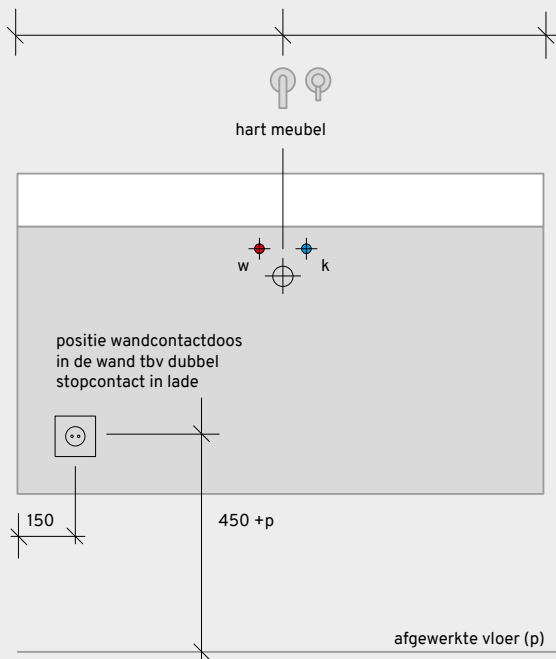 hart meubel
w
k
positie wandcontactdoos
in de wand tbv dubbel
stopcontact in lade
150
450 +p
afgewerkte vloer (p)